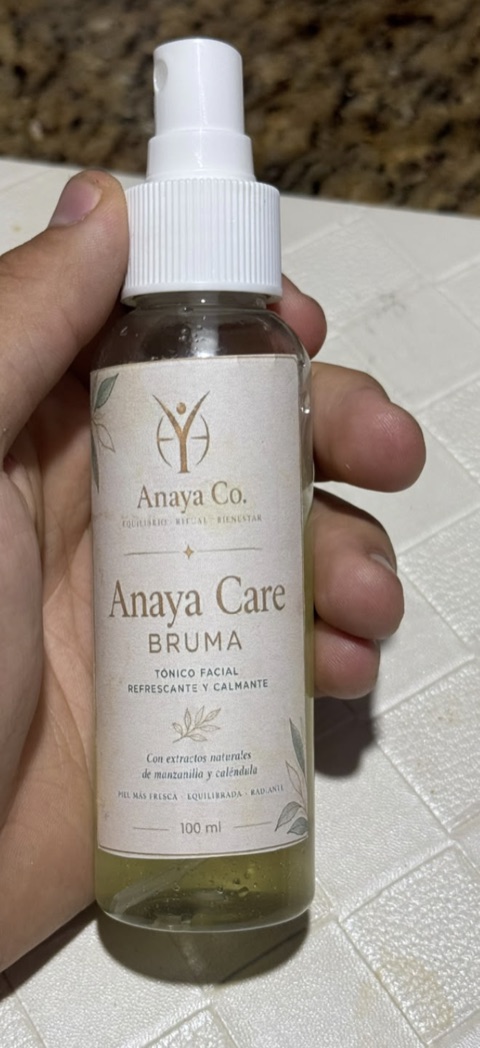 Anaya Co.
EQUILIBRIO · RITUAL · BIENESTAR
Anaya Care
BRUMA
TÓNICO FACIAL
REFRESCANTE Y CALMANTE
Con extractos naturales
de manzanilla y caléndula
PIEL MÁS FRESCA · EQUILIBRADA · RADIANTE
100 ml